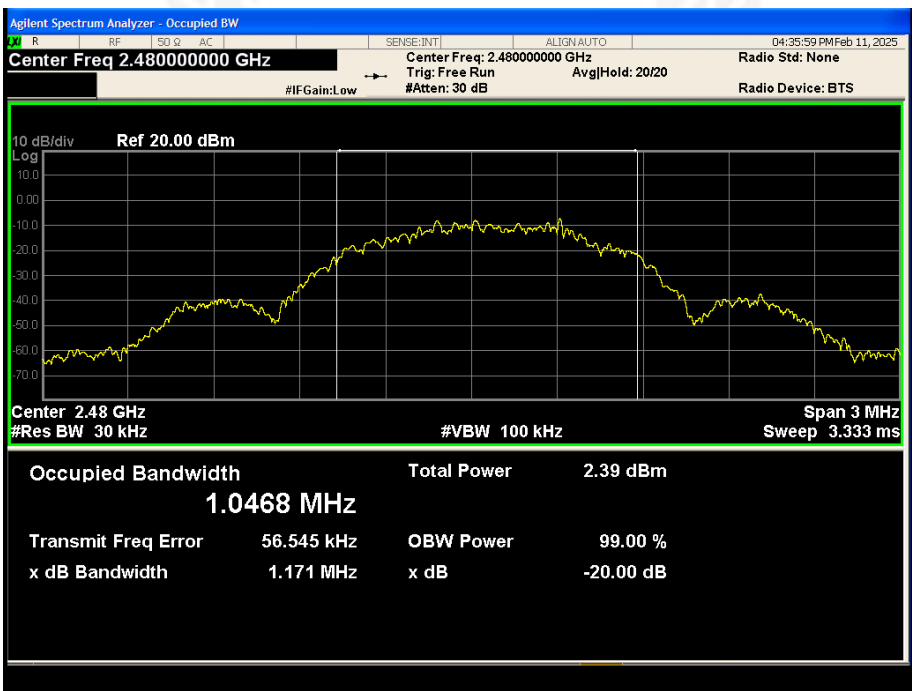 Agilent Spectrum Analyzer - Occupied BW
LXI R RF 50 Ω AC SENSE:INT ALIGN AUTO 04:35:59 PM Feb 11, 2025
Center Freq 2.480000000 GHz Center Freq: 2.480000000 GHz Radio Std: None
Trig: Free Run Avg|Hold: 20/20
#IFGain:Low #Atten: 30 dB Radio Device: BTS
10 dB/div Ref 20.00 dBm
Log
10.0
0.00
-10.0
-20.0
-30.0
-40.0
-50.0
-60.0
-70.0
Center 2.48 GHz Span 3 MHz
#Res BW 30 kHz #VBW 100 kHz Sweep 3.333 ms
Occupied Bandwidth Total Power 2.39 dBm
1.0468 MHz
Transmit Freq Error 56.545 kHz OBW Power 99.00 %
x dB Bandwidth 1.171 MHz x dB -20.00 dB